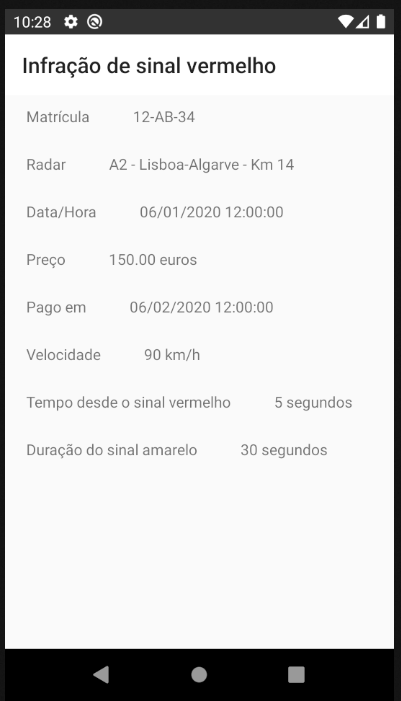 10:28
Infração de sinal vermelho
Matrícula 12-AB-34
Radar A2 - Lisboa-Algarve - Km 14
Data/Hora 06/01/2020 12:00:00
Preço 150.00 euros
Pago em 06/02/2020 12:00:00
Velocidade 90 km/h
Tempo desde o sinal vermelho 5 segundos
Duração do sinal amarelo 30 segundos